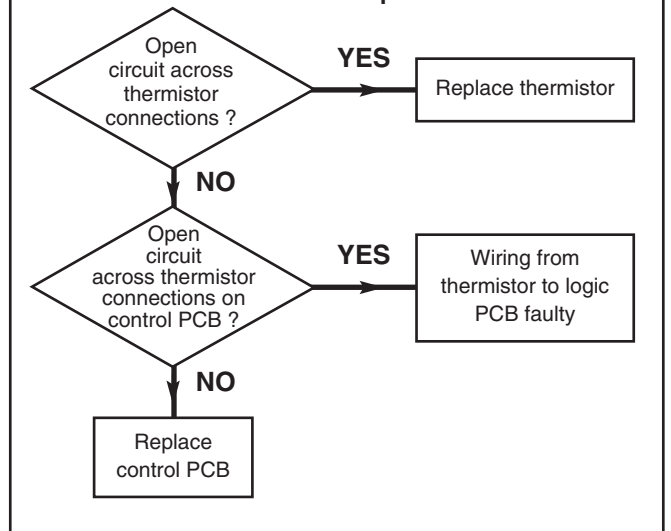 Open
circuit across
thermistor
connections ?
YES
Replace thermistor
NO
Open
circuit
across thermistor
connections on
control PCB ?
YES
Wiring from
thermistor to logic
PCB faulty
NO
Replace
control PCB